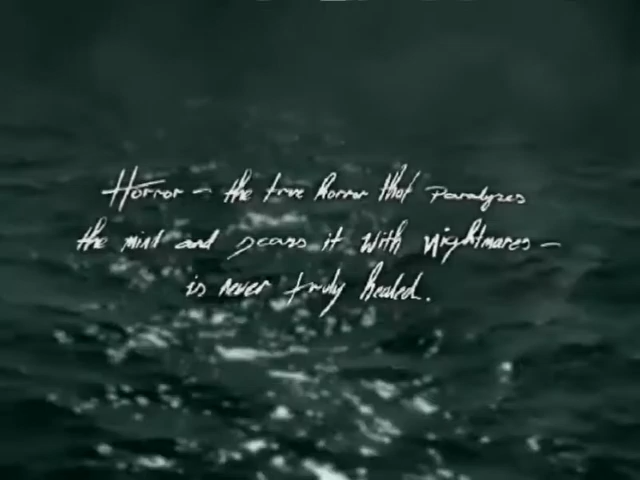 Horror – the true horror that paralyzes
the mind and scars it with nightmares –
is never truly healed.